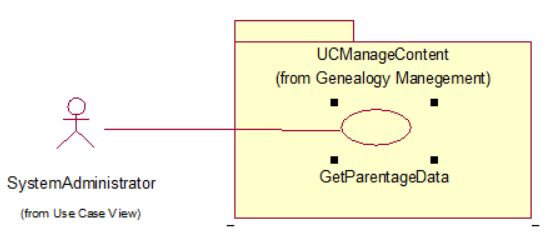 UCManageContent
(from Genealogy Manegement)
GetParentageData
SystemAdministrator
(from Use Case View)